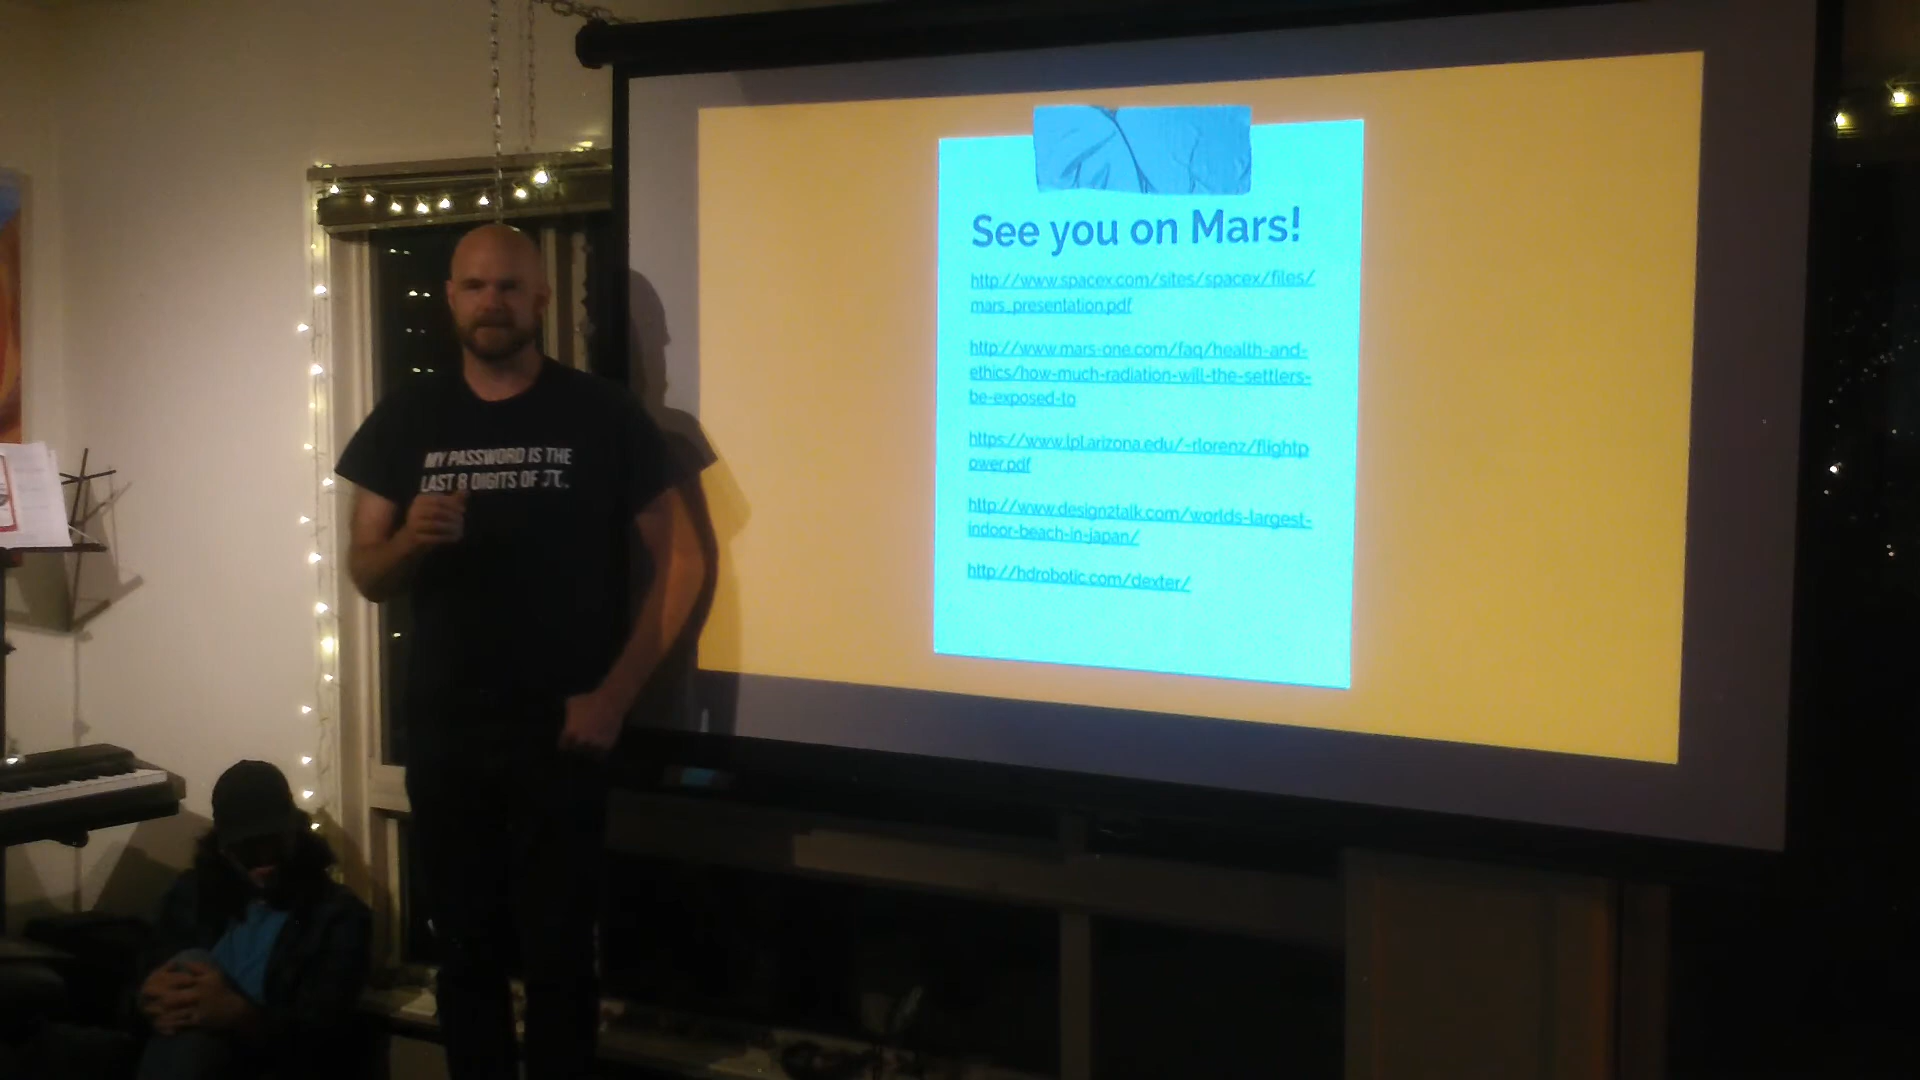 MY PASSWORD IS THE
LAST 8 DIGITS OF π.
See you on Mars!
http://www.spacex.com/sites/spacex/files/
mars_presentation.pdf
http://www.mars-one.com/faq/health-and-
ethics/how-much-radiation-will-the-settlers-
be-exposed-to
https://www.lpl.arizona.edu/~rlorenz/flightp
ower.pdf
http://www.design2talk.com/worlds-largest-
indoor-beach-in-japan/
http://hdrobotic.com/dexter/